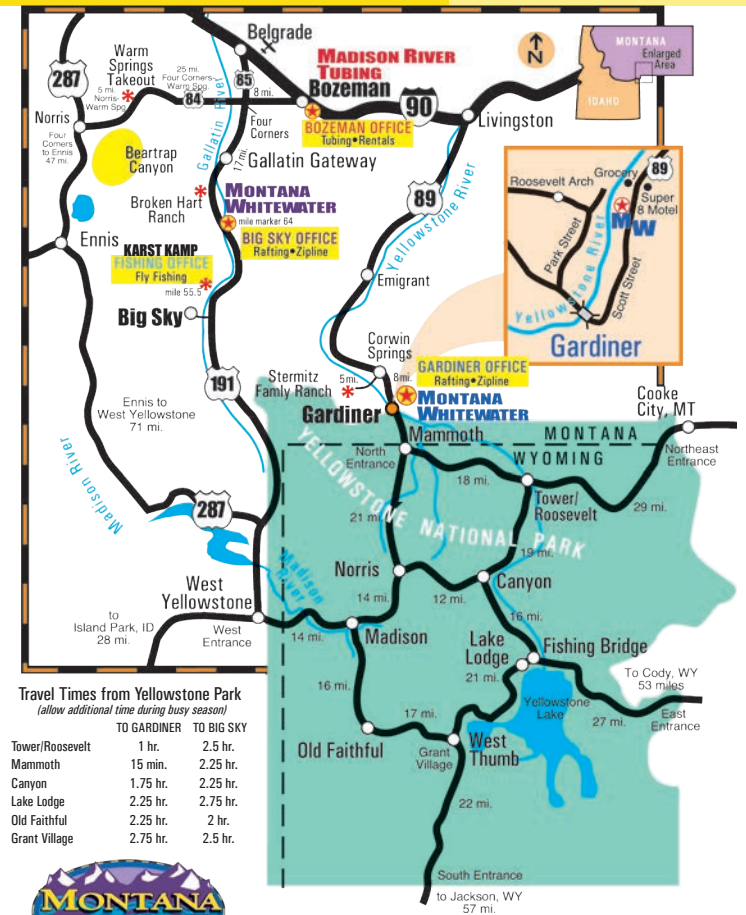 Belgrade
N
MONTANA
Enlarged
Area
IDAHO
287
Warm
Springs
Takeout
5 mi.
Norris-
Warm Spg.
25 mi.
Four Corners-
Warm Spg.
84
85
8 mi.
MADISON RIVER
TUBING
Bozeman
90
BOZEMAN OFFICE
Tubing•Rentals
Livingston
Norris
Four
Corners
to Ennis
47 mi.
Four
Corners
Gallatin River
17 mi.
Gallatin Gateway
Beartrap
Canyon
Broken Hart
Ranch
MONTANA
WHITEWATER
mile marker 64
BIG SKY OFFICE
Rafting•Zipline
89
Yellowstone River
Roosevelt Arch
Grocery
89
Super
8 Motel
MW
Park Street
Scott Street
Yellowstone River
Gardiner
Ennis
KARST KAMP
FISHING OFFICE
Fly Fishing
mile 55.5
Emigrant
Big Sky
Corwin
Springs
191
Stermitz
Famly Ranch
5mi.
8mi.
GARDINER OFFICE
Rafting•Zipline
MONTANA
WHITEWATER
Gardiner
Cooke
City, MT
Ennis to
West Yellowstone
71 mi.
Mammoth
North
Entrance
MONTANA
WYOMING
Northeast
Entrance
YELLOWSTONE NATIONAL PARK
18 mi.
Tower/
Roosevelt
29 mi.
Madison River
287
21 mi.
19 mi.
Madison
River
Norris
Canyon
14 mi.
12 mi.
16 mi.
West
Yellowstone
to
Island Park, ID
28 mi.
West
Entrance
14 mi.
Madison
Lake
Lodge
Fishing Bridge
21 mi.
To Cody, WY
53 miles
16 mi.
Yellowstone
Lake
27 mi.
East
Entrance
17 mi.
Old Faithful
Grant
Village
West
Thumb
22 mi.
South Entrance
to Jackson, WY
57 mi.
Travel Times from Yellowstone Park
(allow additional time during busy season)
TO GARDINER TO BIG SKY
Tower/Roosevelt 1 hr. 2.5 hr.
Mammoth 15 min. 2.25 hr.
Canyon 1.75 hr. 2.25 hr.
Lake Lodge 2.25 hr. 2.75 hr.
Old Faithful 2.25 hr. 2 hr.
Grant Village 2.75 hr. 2.5 hr.
MONTANA